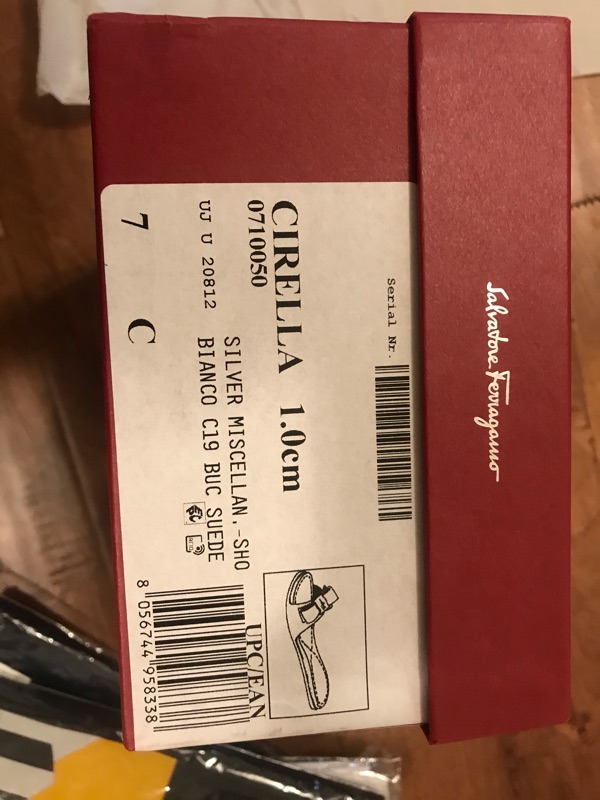 Salvatore Ferragamo
Serial Nr.
CIRELLA 1.0cm
0710050
SILVER MISCELLAN.-SHO
UJ U 20812 BIANCO C19 BUC SUEDE
UPC/EAN
8 056744 958338
7 C